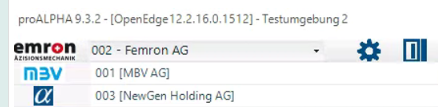 proALPHA 9.3.2 - [OpenEdge12.2.16.0.1512] - Testumgebung 2
emron
ÄZISIONSMECHANIK
002 - Femron AG
MBV
001 [MBV AG]
α
003 [NewGen Holding AG]